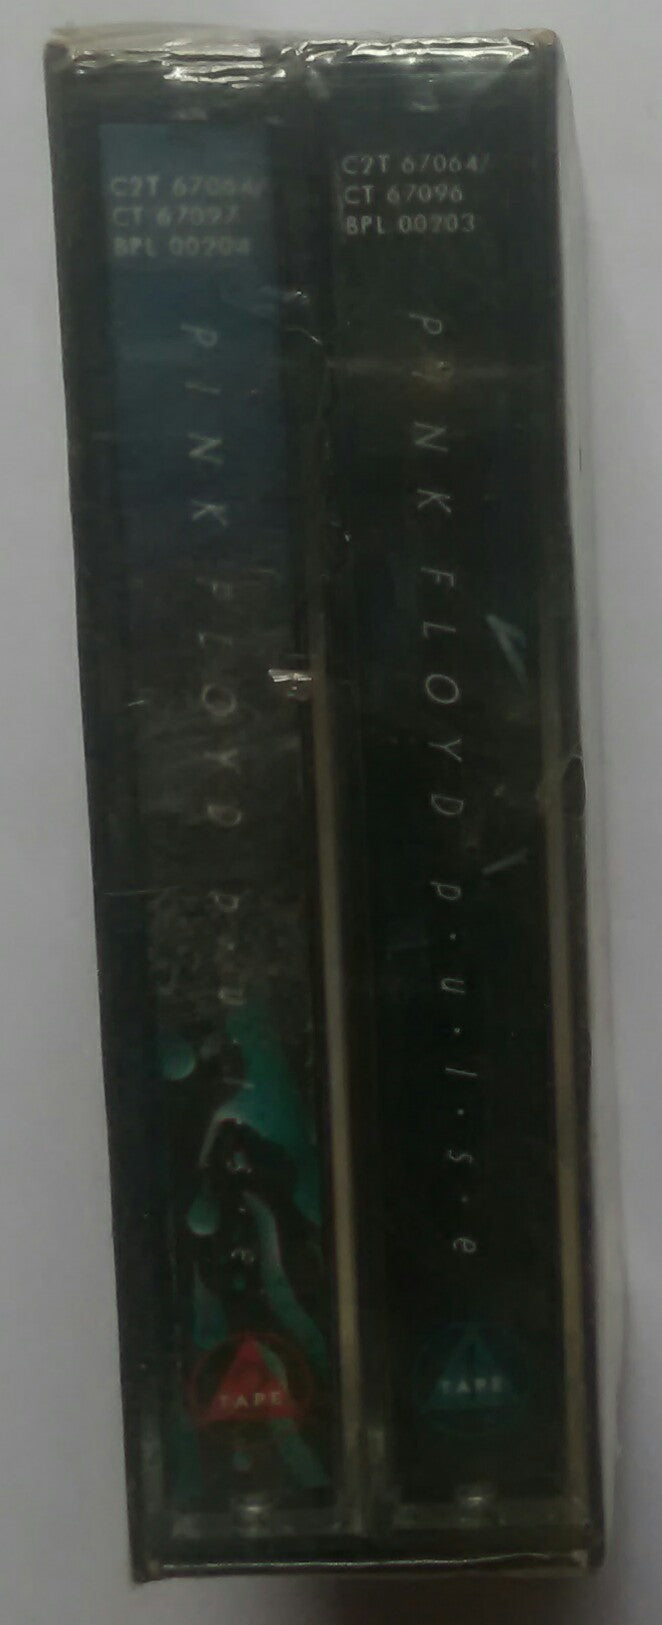 C2T 67064/
CT 67097
BPL 00204
PINK FLOYD p.u.l.s.e
TAPE
C2T 67064/
CT 67096
BPL 00203
PINK FLOYD p.u.l.s.e
TAPE